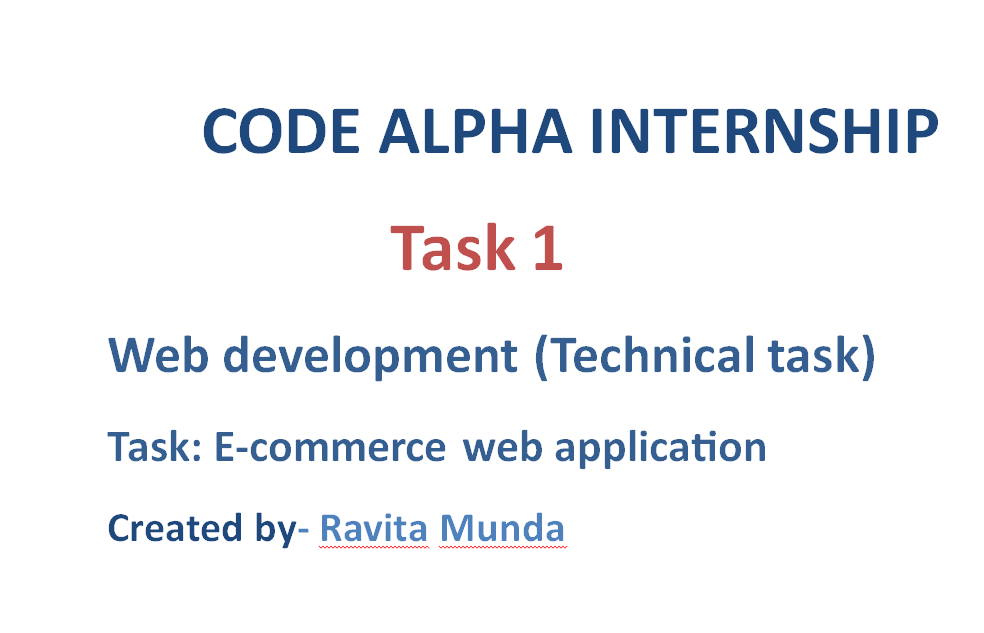 CODE ALPHA INTERNSHIP
Task 1
Web development (Technical task)
Task: E-commerce web application
Created by- Ravita Munda